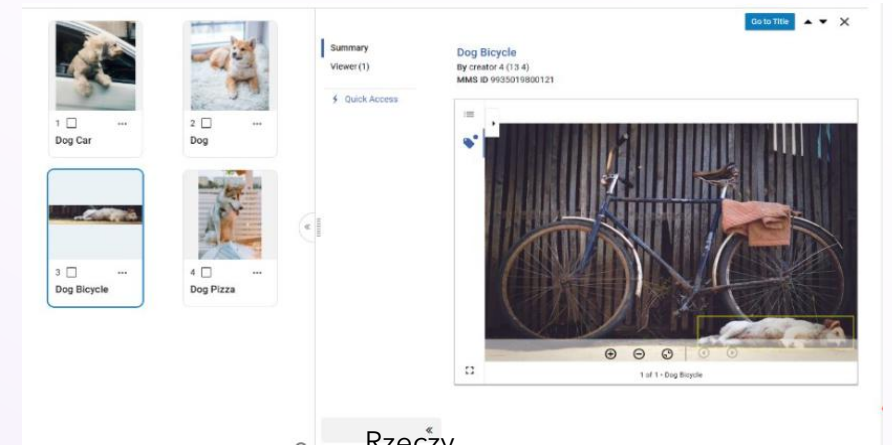 Go to Title
Summary
Viewer (1)
Quick Access
Dog Bicycle
By creator 4 (13 4)
MMS ID 9935019800121
1
Dog Car
2
Dog
3
Dog Bicycle
4
Dog Pizza
1 of 1 - Dog Bicycle
Rzeczy